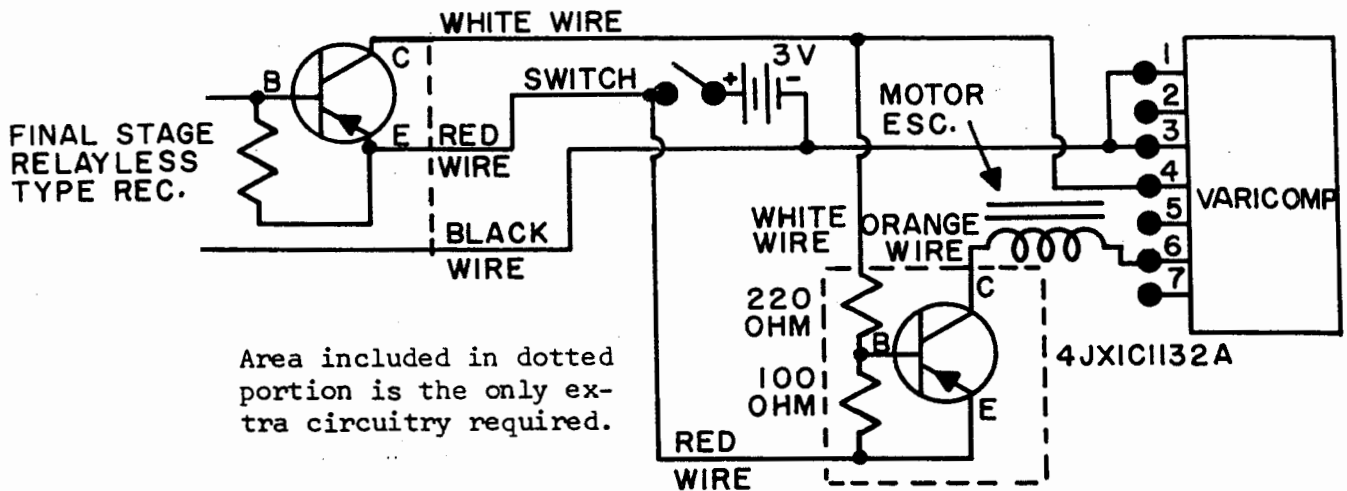 WHITE WIRE
C
B
E
FINAL STAGE
RELAYLESS
TYPE REC.
RED
WIRE
BLACK
WIRE
SWITCH
+
-
3V
MOTOR
ESC.
1
2
3
4
5
6
7
VARICOMP
WHITE
WIRE
ORANGE
WIRE
220
OHM
100
OHM
C
B
E
4JX1C1132A
RED
WIRE
Area included in dotted
portion is the only ex-
tra circuitry required.